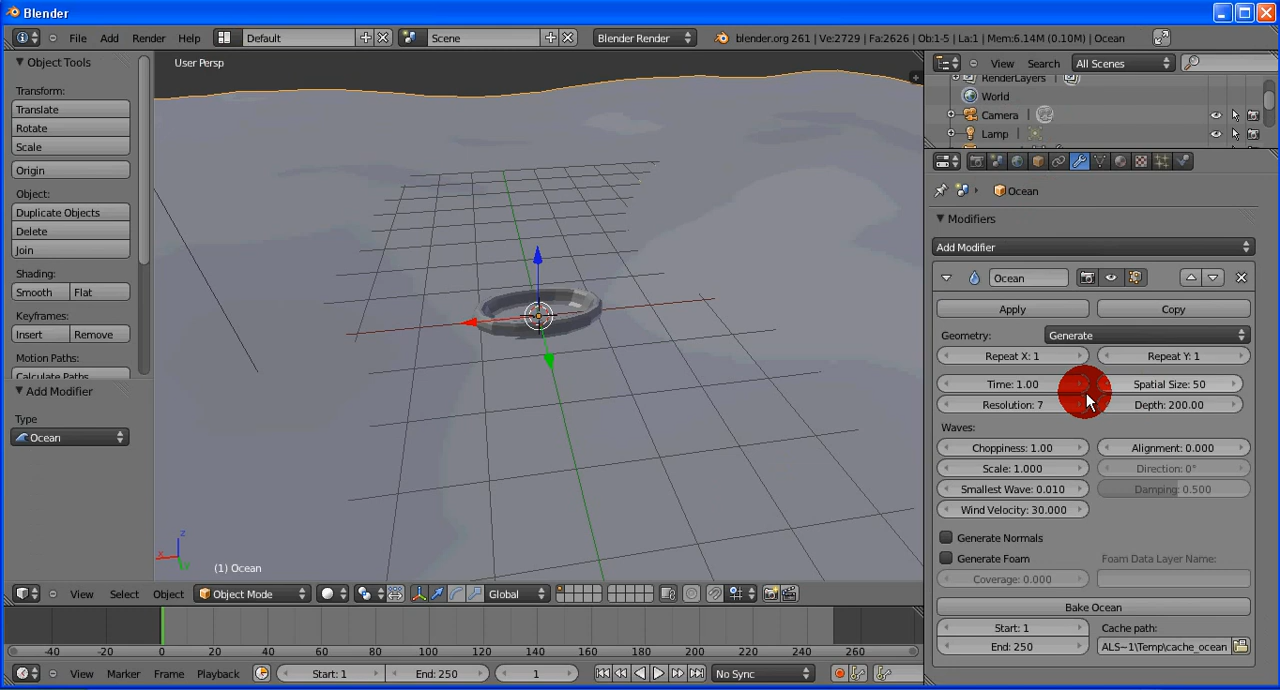 Blender
File Add Render Help Default Scene Blender Render blender.org 261 | Ve:2729 | Fa:2626 | Ob:1-5 | La:1 | Mem:6.14M (0.10M) | Ocean
Object Tools
Transform:
Translate
Rotate
Scale
Origin
Object:
Duplicate Objects
Delete
Join
Shading:
Smooth Flat
Keyframes:
Insert Remove
Motion Paths:
Calculate Paths
Add Modifier
Type
Ocean
User Persp
z
x
y
(1) Ocean
View Select Object Object Mode Global
-40 -20 0 20 40 60 80 100 120 140 160 180 200 220 240 260
View Marker Frame Playback Start: 1 End: 250 1 No Sync
View Search All Scenes
RenderLayers
World
Camera
Lamp
Ocean
Modifiers
Add Modifier
Ocean
Apply Copy
Geometry: Generate
Repeat X: 1 Repeat Y: 1
Time: 1.00 Spatial Size: 50
Resolution: 7 Depth: 200.00
Waves:
Choppiness: 1.00 Alignment: 0.000
Scale: 1.000 Direction: 0°
Smallest Wave: 0.010 Damping: 0.500
Wind Velocity: 30.000
Generate Normals
Generate Foam Foam Data Layer Name:
Coverage: 0.000
Bake Ocean
Start: 1 Cache path:
End: 250 ALS~1\Temp\cache_ocean